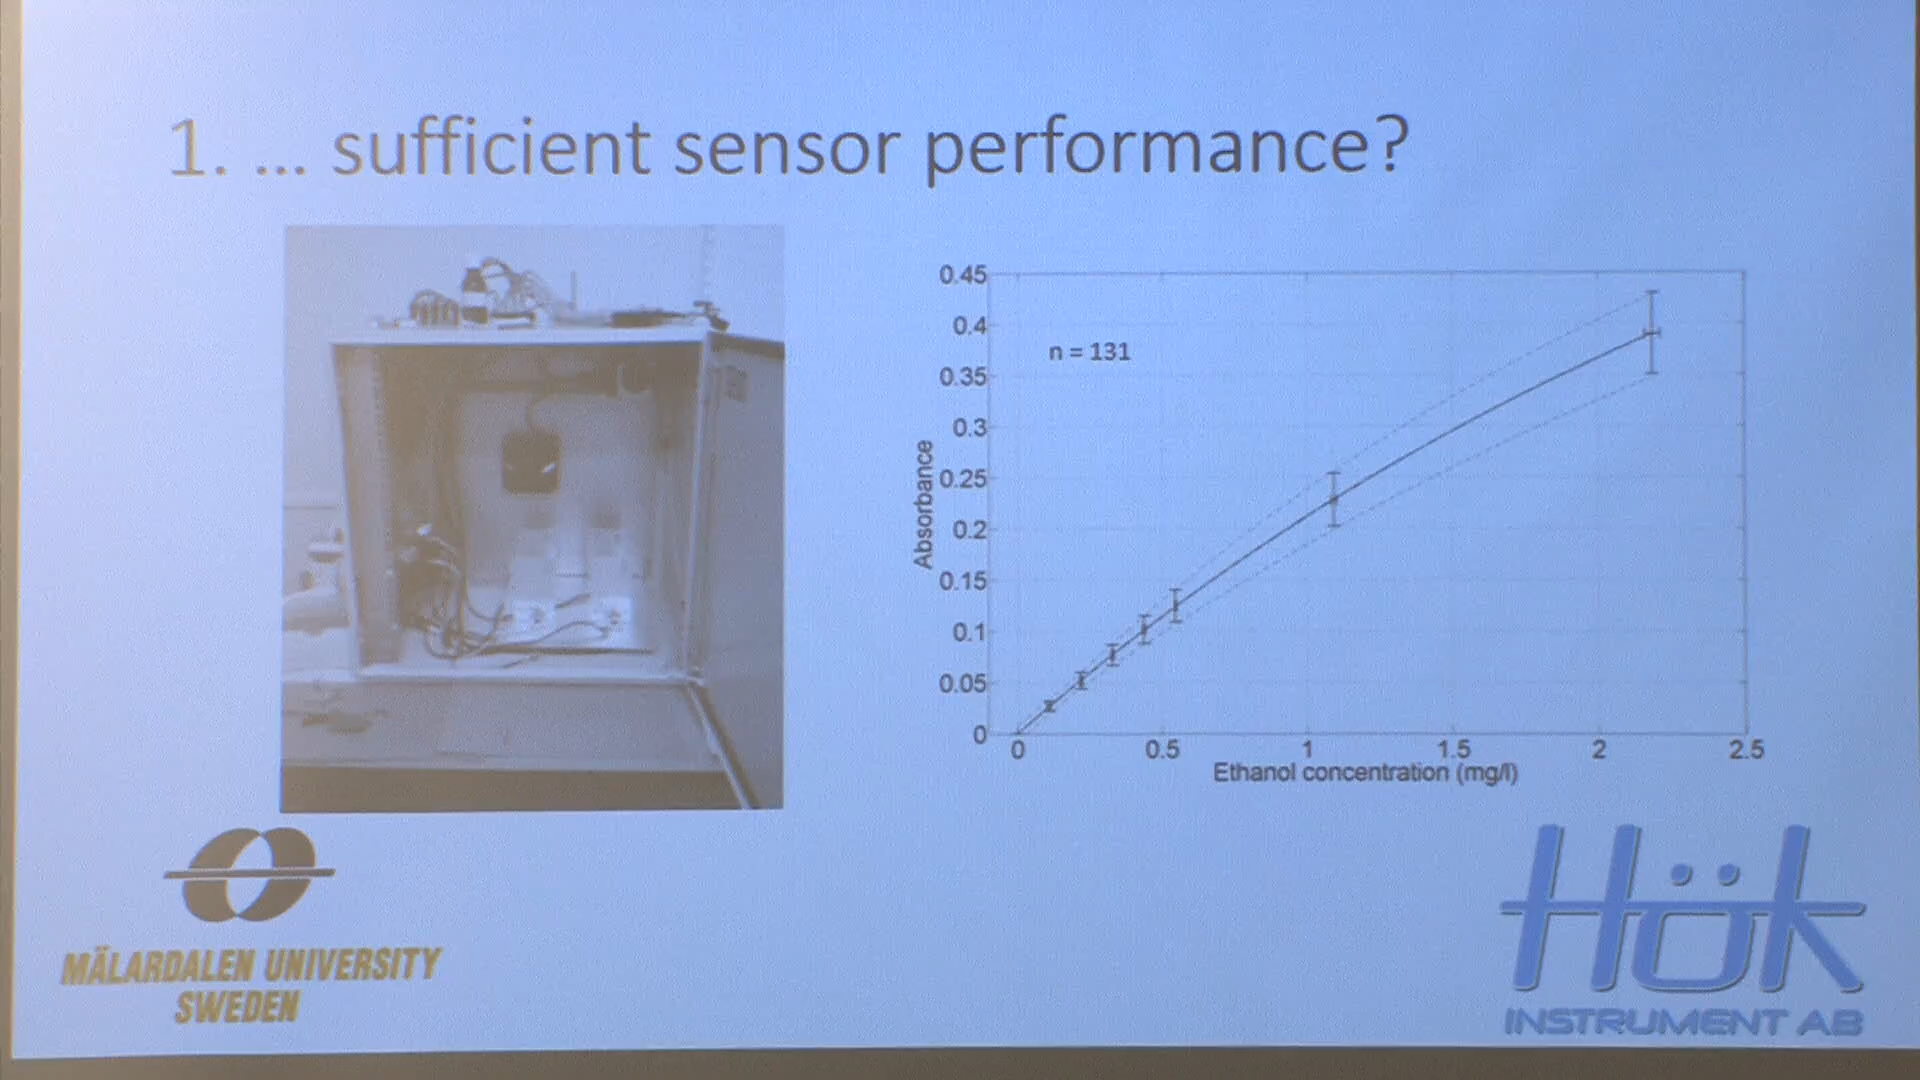 1. ... sufficient sensor performance?
0.45
0.4
0.35
0.3
0.25
0.2
0.15
0.1
0.05
0
n = 131
Absorbance
0 0.5 1 1.5 2 2.5
Ethanol concentration (mg/l)
MÄLARDALEN UNIVERSITY
SWEDEN
Hök
INSTRUMENT AB